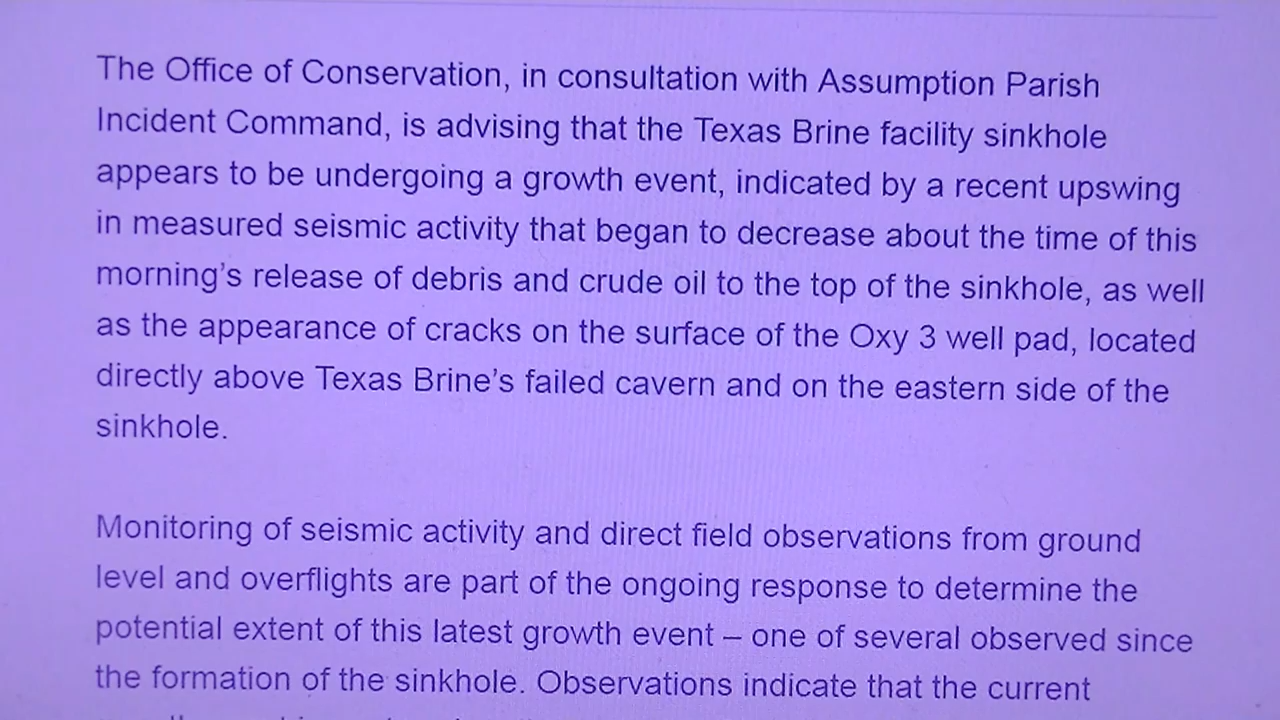 The Office of Conservation, in consultation with Assumption Parish
Incident Command, is advising that the Texas Brine facility sinkhole
appears to be undergoing a growth event, indicated by a recent upswing
in measured seismic activity that began to decrease about the time of this
morning’s release of debris and crude oil to the top of the sinkhole, as well
as the appearance of cracks on the surface of the Oxy 3 well pad, located
directly above Texas Brine’s failed cavern and on the eastern side of the
sinkhole.
Monitoring of seismic activity and direct field observations from ground
level and overflights are part of the ongoing response to determine the
potential extent of this latest growth event – one of several observed since
the formation of the sinkhole. Observations indicate that the current